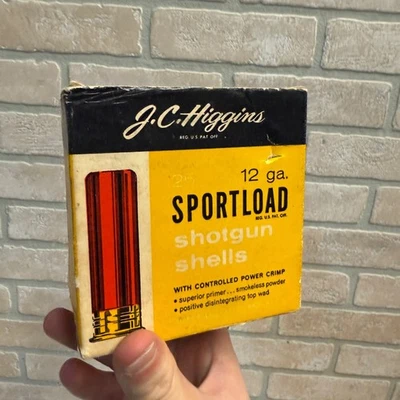 J.C. Higgins
REG. U.S. PAT. OFF.
12 ga.
SPORTLOAD
REG. U.S. PAT. OFF.
shotgun
shells
WITH CONTROLLED POWER CRIMP
• superior primer... smokeless powder
• positive disintegrating top wad